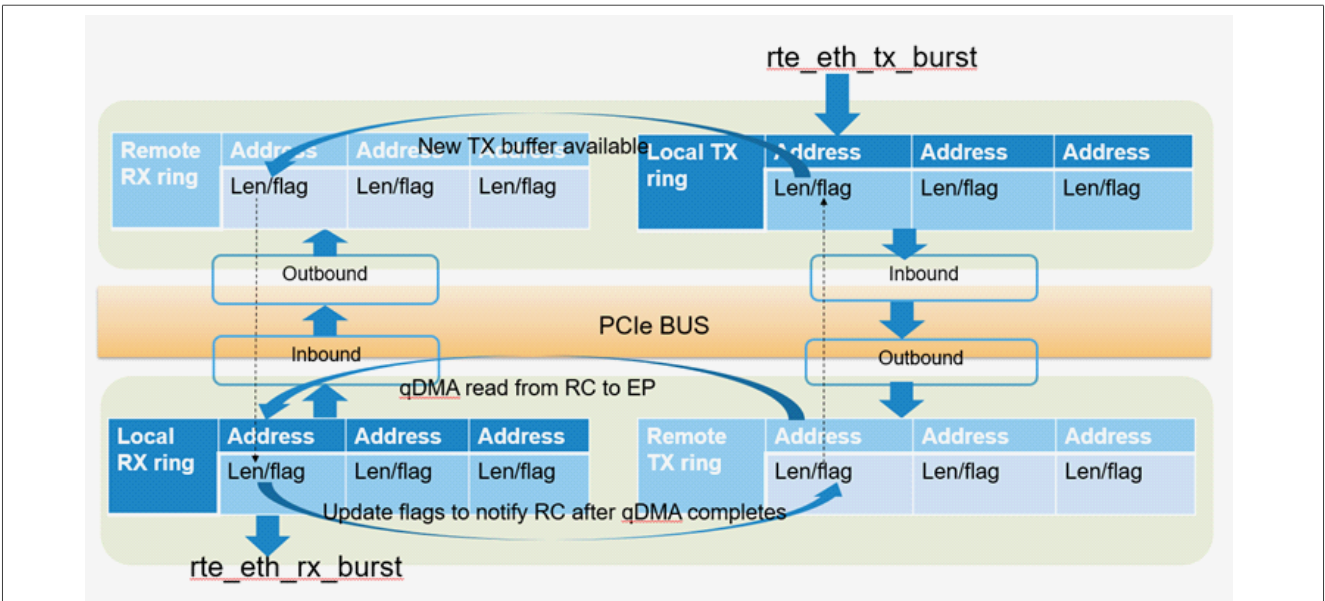 rte_eth_tx_burst
New TX buffer available
Remote RX ring
Address Address Address
Len/flag Len/flag Len/flag
Local TX ring
Address Address Address
Len/flag Len/flag Len/flag
Outbound
Inbound
PCIe BUS
Inbound
Outbound
qDMA read from RC to EP
Local RX ring
Address Address Address
Len/flag Len/flag Len/flag
Remote TX ring
Address Address Address
Len/flag Len/flag Len/flag
Update flags to notify RC after qDMA completes
rte_eth_rx_burst